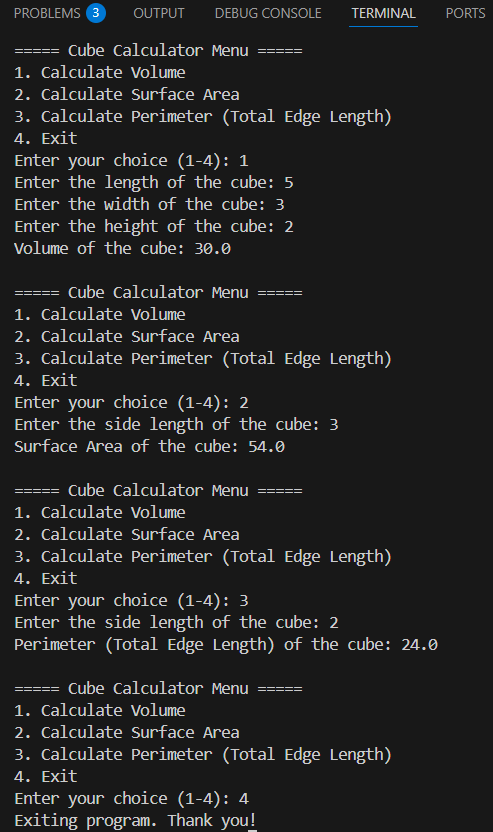 PROBLEMS 3 OUTPUT DEBUG CONSOLE TERMINAL PORTS
===== Cube Calculator Menu =====
1. Calculate Volume
2. Calculate Surface Area
3. Calculate Perimeter (Total Edge Length)
4. Exit
Enter your choice (1-4): 1
Enter the length of the cube: 5
Enter the width of the cube: 3
Enter the height of the cube: 2
Volume of the cube: 30.0
===== Cube Calculator Menu =====
1. Calculate Volume
2. Calculate Surface Area
3. Calculate Perimeter (Total Edge Length)
4. Exit
Enter your choice (1-4): 2
Enter the side length of the cube: 3
Surface Area of the cube: 54.0
===== Cube Calculator Menu =====
1. Calculate Volume
2. Calculate Surface Area
3. Calculate Perimeter (Total Edge Length)
4. Exit
Enter your choice (1-4): 3
Enter the side length of the cube: 2
Perimeter (Total Edge Length) of the cube: 24.0
===== Cube Calculator Menu =====
1. Calculate Volume
2. Calculate Surface Area
3. Calculate Perimeter (Total Edge Length)
4. Exit
Enter your choice (1-4): 4
Exiting program. Thank you!